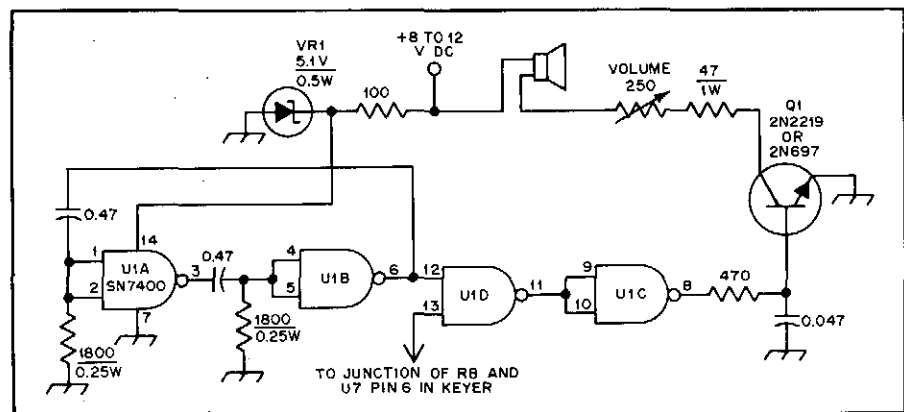 +8 TO 12
V DC
VR1
5.1V
0.5W
100
VOLUME
250
47
1W
Q1
2N2219
OR
2N697
0.47
1
2
14
U1A
SN7400
3
7
1800
0.25W
0.47
4
5
U1B
6
1800
0.25W
12
13
U1D
11
9
10
U1C
8
470
0.047
TO JUNCTION OF R8 AND
U7 PIN 6 IN KEYER